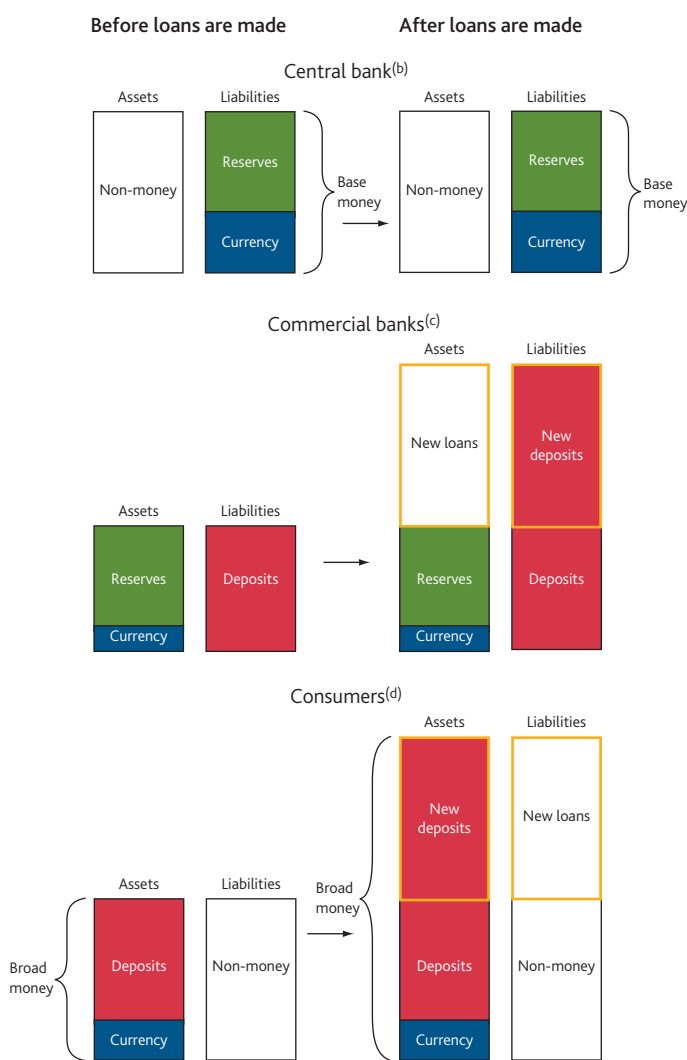 Before loans are made
After loans are made
Central bank(b)
Assets
Liabilities
Assets
Liabilities
Non-money
Reserves
Currency
Base
money
Non-money
Reserves
Currency
Base
money
Commercial banks(c)
Assets
Liabilities
New loans
New
deposits
Assets
Liabilities
Reserves
Deposits
Currency
Reserves
Deposits
Currency
Consumers(d)
Assets
Liabilities
New
deposits
New loans
Assets
Liabilities
Broad
money
Broad
money
Deposits
Non-money
Currency
Deposits
Non-money
Currency